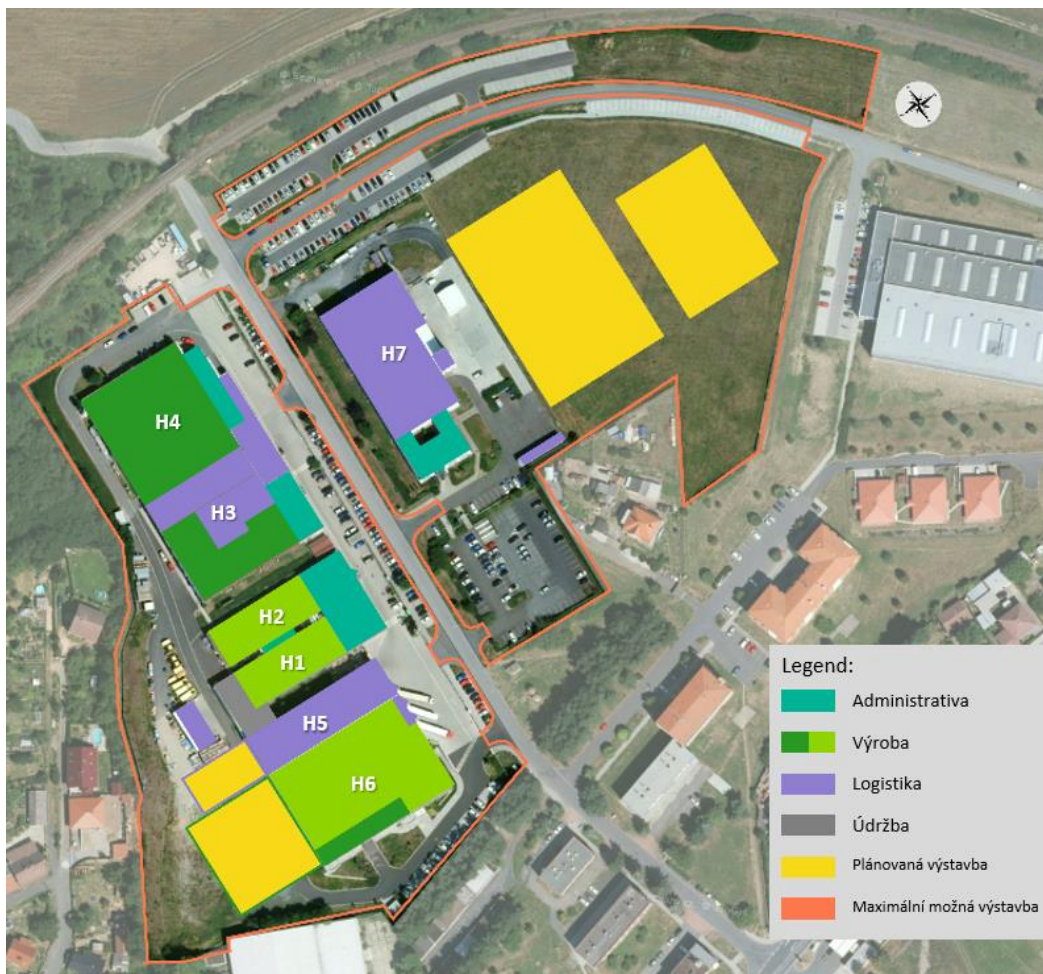 H7
H4
H3
H2
H1
H5
H6
Legend:
Administrativa
Výroba
Logistika
Údržba
Plánovaná výstavba
Maximální možná výstavba